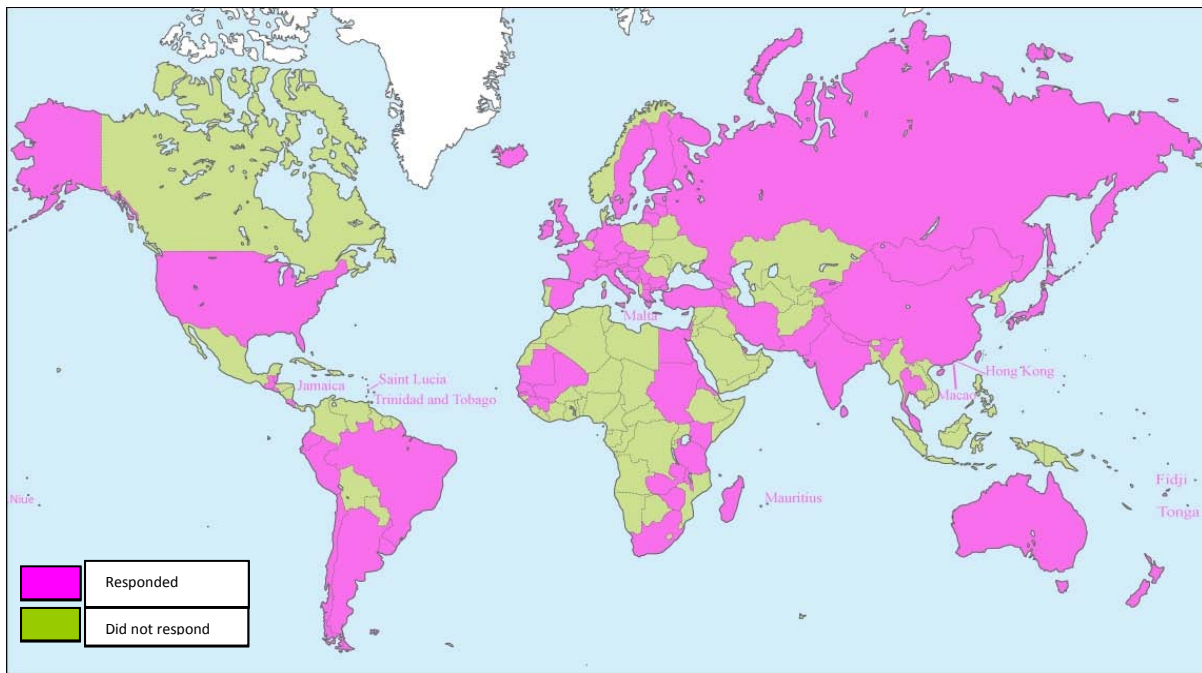 Malta
Jamaica
Saint Lucia
Trinidad and Tobago
Hong Kong
Macao
Niue
Mauritius
Fidji
Tonga
Responded
Did not respond